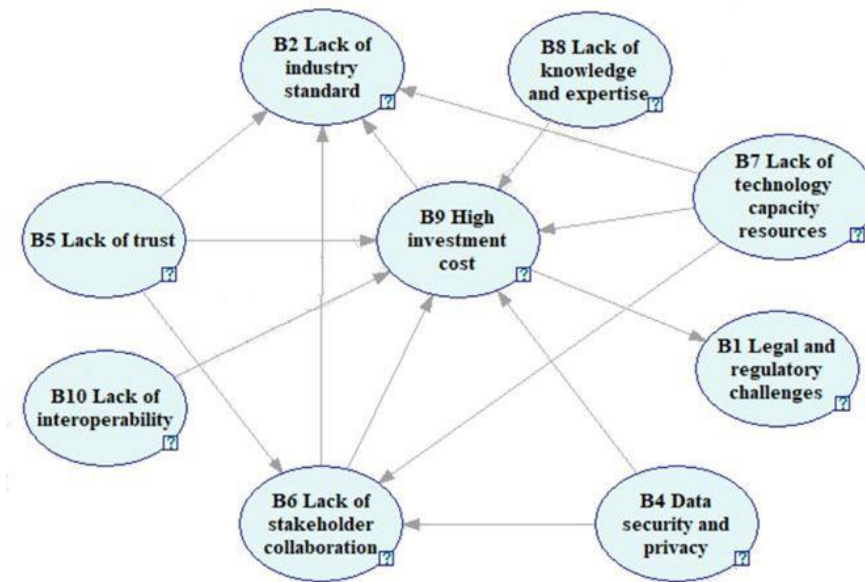 B2 Lack of
industry
standard
?
B8 Lack of
knowledge
and expertise
?
B7 Lack of
technology
capacity
resources
?
B5 Lack of trust
?
B9 High
investment
cost
?
B1 Legal and
regulatory
challenges
?
B10 Lack of
interoperability
?
B6 Lack of
stakeholder
collaboration
?
B4 Data
security and
privacy
?